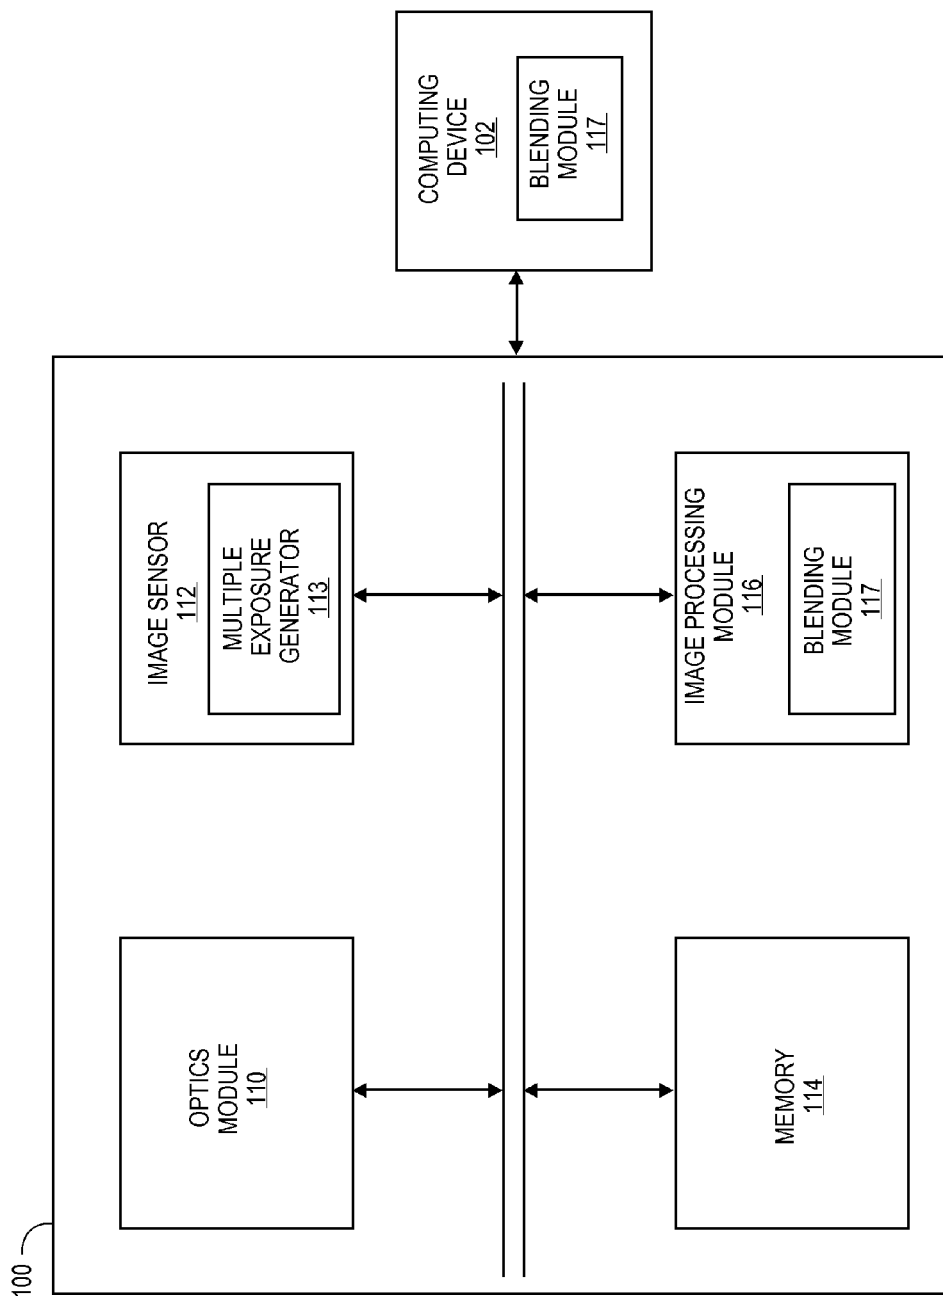 100
OPTICS
MODULE
110
IMAGE SENSOR
112
MULTIPLE
EXPOSURE
GENERATOR
113
MEMORY
114
IMAGE PROCESSING
MODULE
116
BLENDING
MODULE
117
COMPUTING
DEVICE
102
BLENDING
MODULE
117